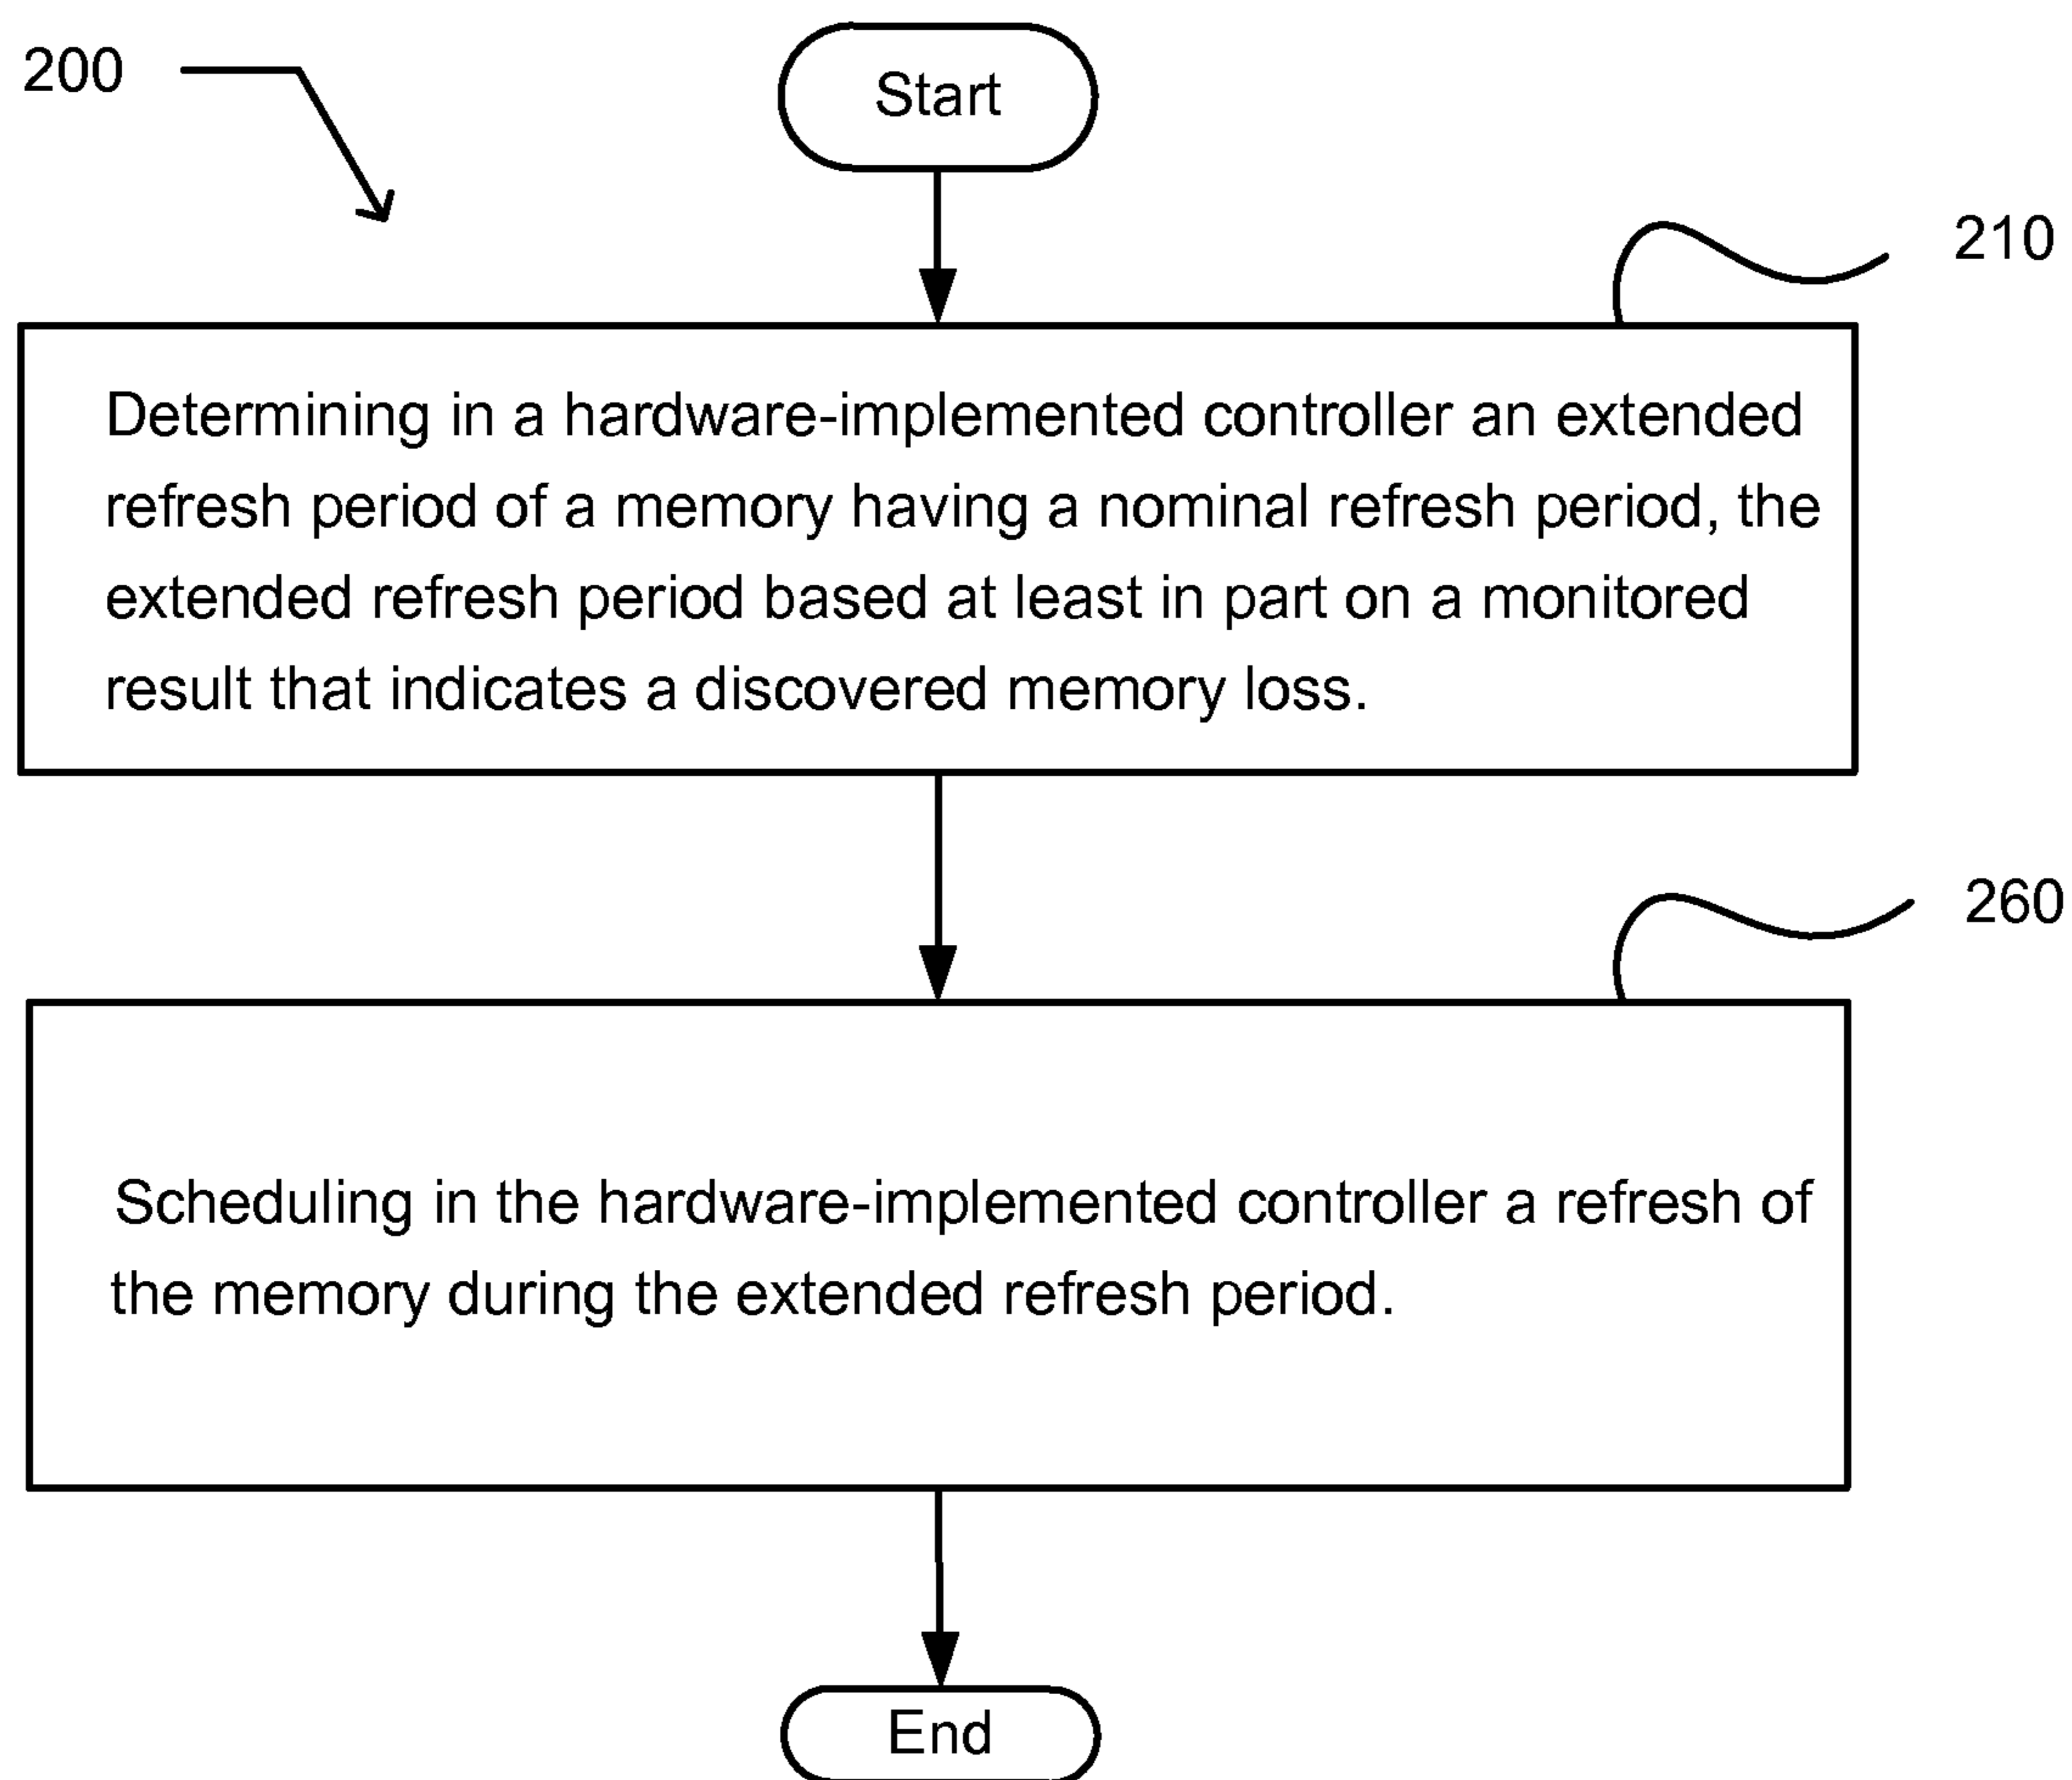 200
Start
210
Determining in a hardware-implemented controller an extended
refresh period of a memory having a nominal refresh period, the
extended refresh period based at least in part on a monitored
result that indicates a discovered memory loss.
260
Scheduling in the hardware-implemented controller a refresh of
the memory during the extended refresh period.
End